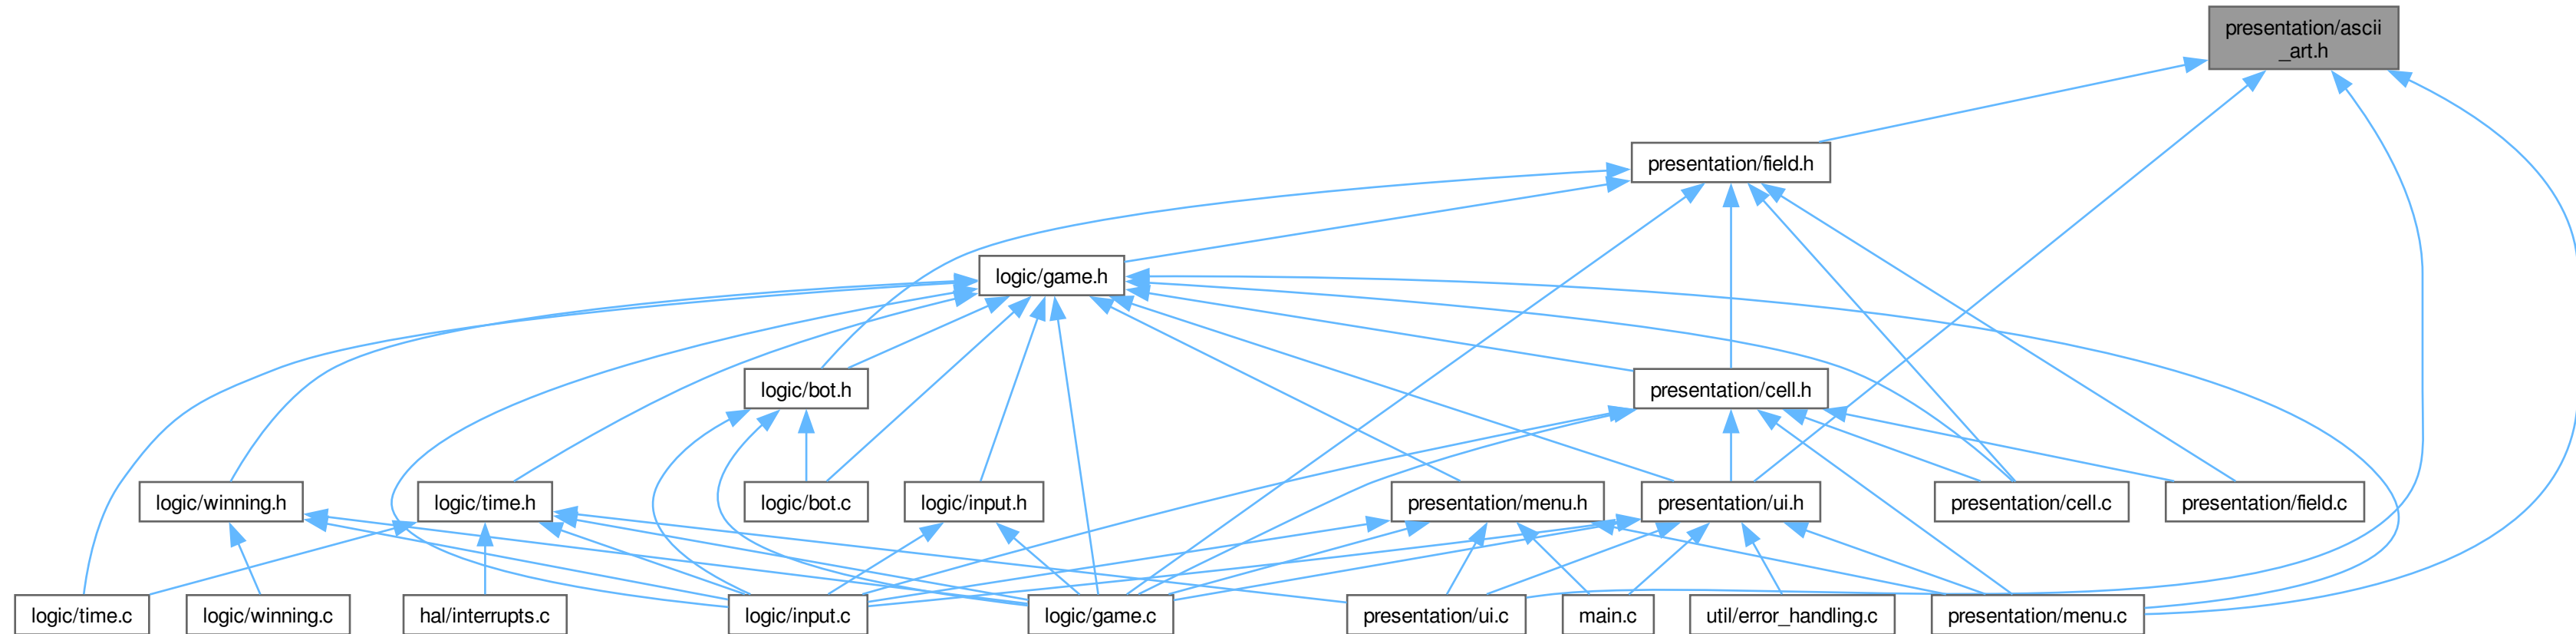 presentation/ascii
_art.h
presentation/field.h
logic/game.h
logic/bot.h
presentation/cell.h
logic/winning.h
logic/time.h
logic/bot.c
logic/input.h
presentation/menu.h
presentation/ui.h
presentation/cell.c
presentation/field.c
logic/time.c
logic/winning.c
hal/interrupts.c
logic/input.c
logic/game.c
presentation/ui.c
main.c
util/error_handling.c
presentation/menu.c